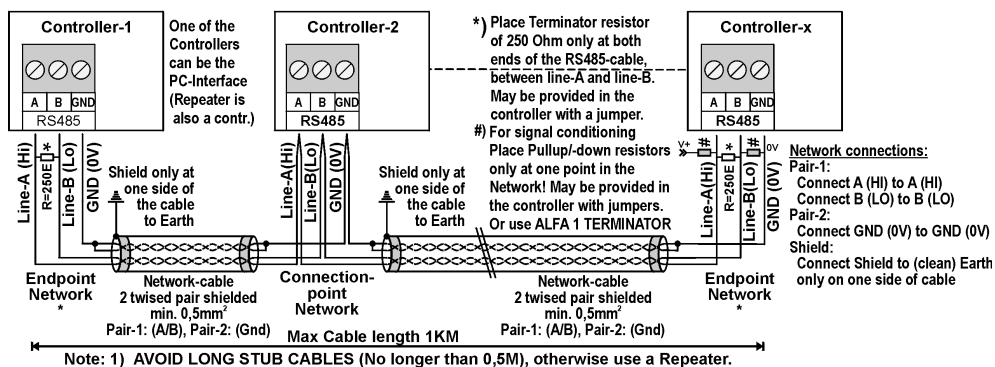 Controller-1
A B GND
RS485
One of the
Controllers
can be the
PC-Interface
(Repeater is
also a contr.)
Controller-2
A B GND
RS485
*) Place Terminator resistor
of 250 Ohm only at both
ends of the RS485-cable,
between line-A and line-B.
May be provided in the
controller with a jumper.
#) For signal conditioning
Place Pullup/-down resistors
only at one point in the
Network! May be provided in
the controller with jumpers.
Or use ALFA 1 TERMINATOR
Controller-x
A B GND
RS485
Line-A (Hi)
R=250E *
Line-B (Lo)
GND (0V)
Shield only at
one side of
the cable
to Earth
Line-A(Hi)
Line-B(Lo)
GND (0V)
Shield only at
one side of
the cable
to Earth
V+ # # 0V
Line-A(Hi)
R=250E *
Line-B(Lo)
GND (0V)
Network connections:
Pair-1:
Connect A (HI) to A (HI)
Connect B (LO) to B (LO)
Pair-2:
Connect GND (0V) to GND (0V)
Shield:
Connect Shield to (clean) Earth
only on one side of cable
Endpoint
Network
*
Network-cable
2 twised pair shielded
min. 0,5mm²
Pair-1: (A/B), Pair-2: (Gnd)
Connection-
point
Network
Network-cable
2 twised pair shielded
min. 0,5mm²
Pair-1: (A/B), Pair-2: (Gnd)
Endpoint
Network
*
Max Cable length 1KM
Note: 1) AVOID LONG STUB CABLES (No longer than 0,5M), otherwise use a Repeater.